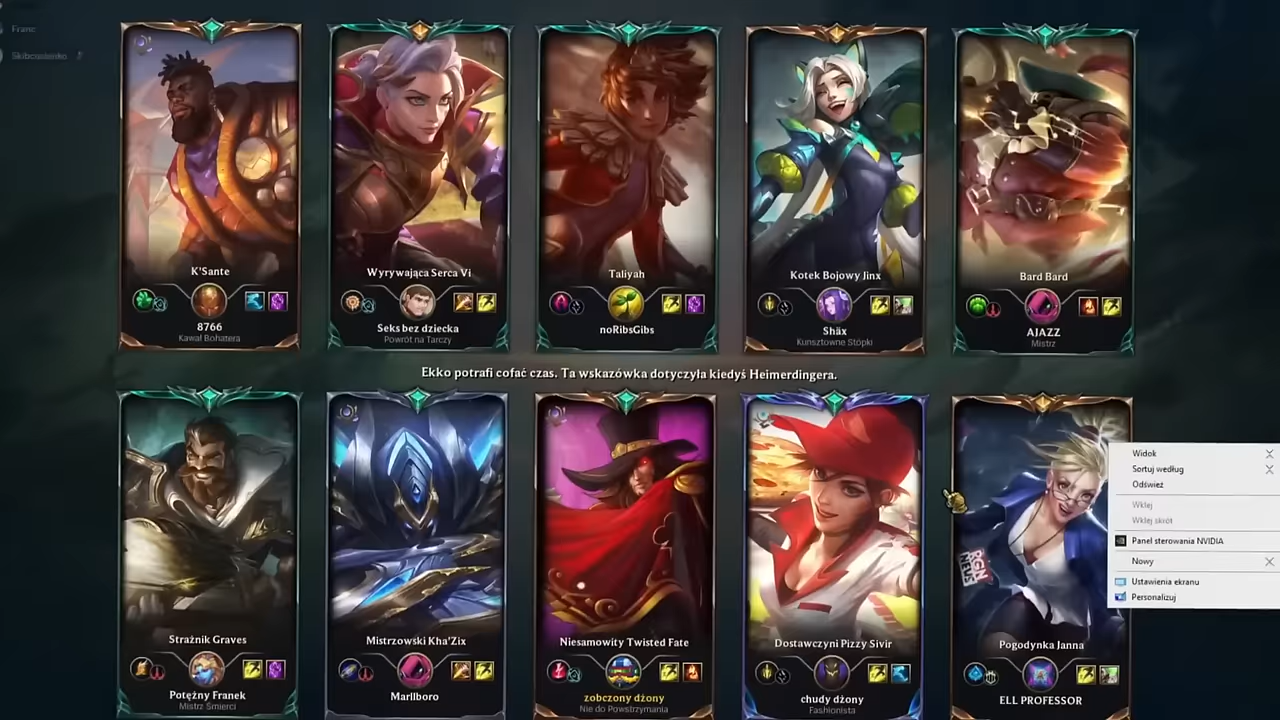 Franc
Skibcusienko
K'Sante
8766
Kawał Bohatera
Wyrywająca Serca Vi
Seks bez dziecka
Powrót na Tarczy
Taliyah
noRibsGibs
Kotek Bojowy Jinx
Shäx
Kunsztowne Stópki
Bard Bard
AJAZZ
Mistrz
Ekko potrafi cofać czas. Ta wskazówka dotyczyła kiedyś Heimerdingera.
Strażnik Graves
Potężny Franek
Mistrz Śmierci
Mistrzowski Kha'Zix
Marllboro
Niesamowity Twisted Fate
zobczony dżony
Nie do Powstrzymania
Dostawczyni Pizzy Sivir
chudy dżony
Fashionista
Pogodynka Janna
ELL PROFESSOR
Widok
Sortuj według
Odśwież
Wklej
Wklej skrót
Panel sterowania NVIDIA
Nowy
Ustawienia ekranu
Personalizuj